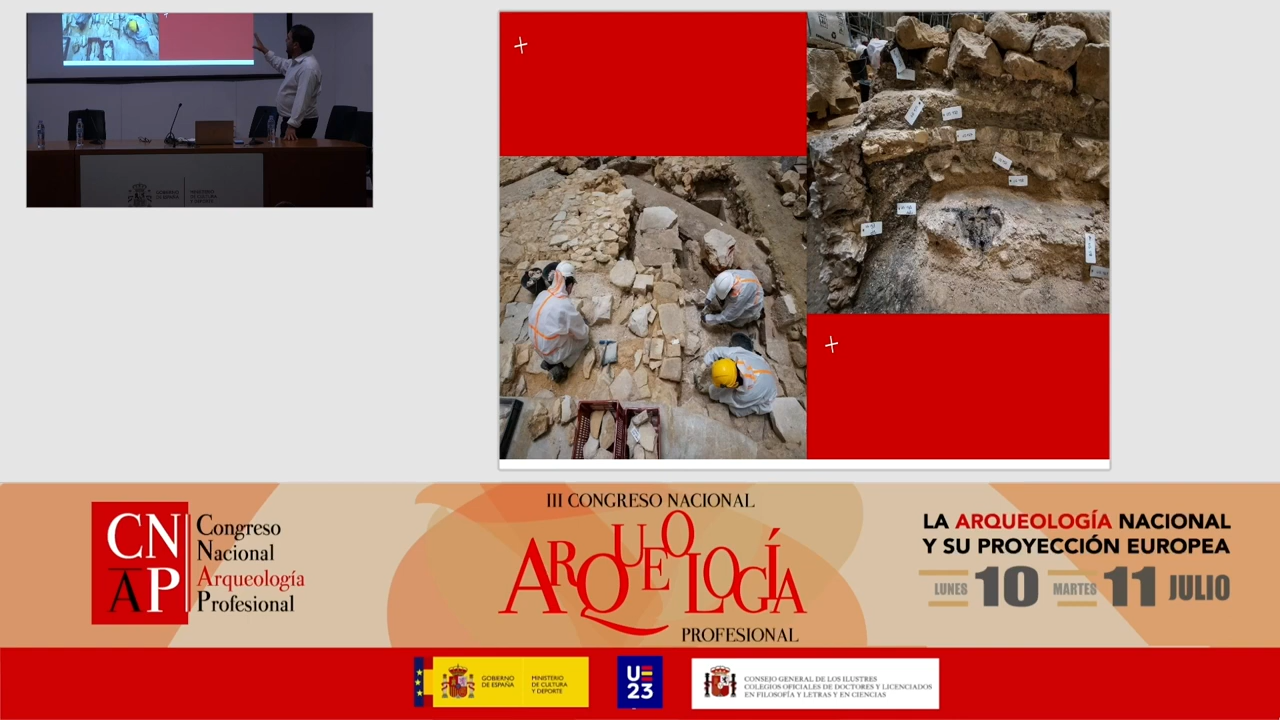 CN
AP
Congreso
Nacional
Arqueología
Profesional
III CONGRESO NACIONAL
ARQUEOLOGÍA
PROFESIONAL
LA ARQUEOLOGÍA NACIONAL
Y SU PROYECCIÓN EUROPEA
LUNES 10 MARTES 11 JULIO
GOBIERNO
DE ESPAÑA
MINISTERIO
DE CULTURA
Y DEPORTE
UE
23
CONSEJO GENERAL DE LOS ILUSTRES
COLEGIOS OFICIALES DE DOCTORES Y LICENCIADOS
EN FILOSOFÍA Y LETRAS Y EN CIENCIAS